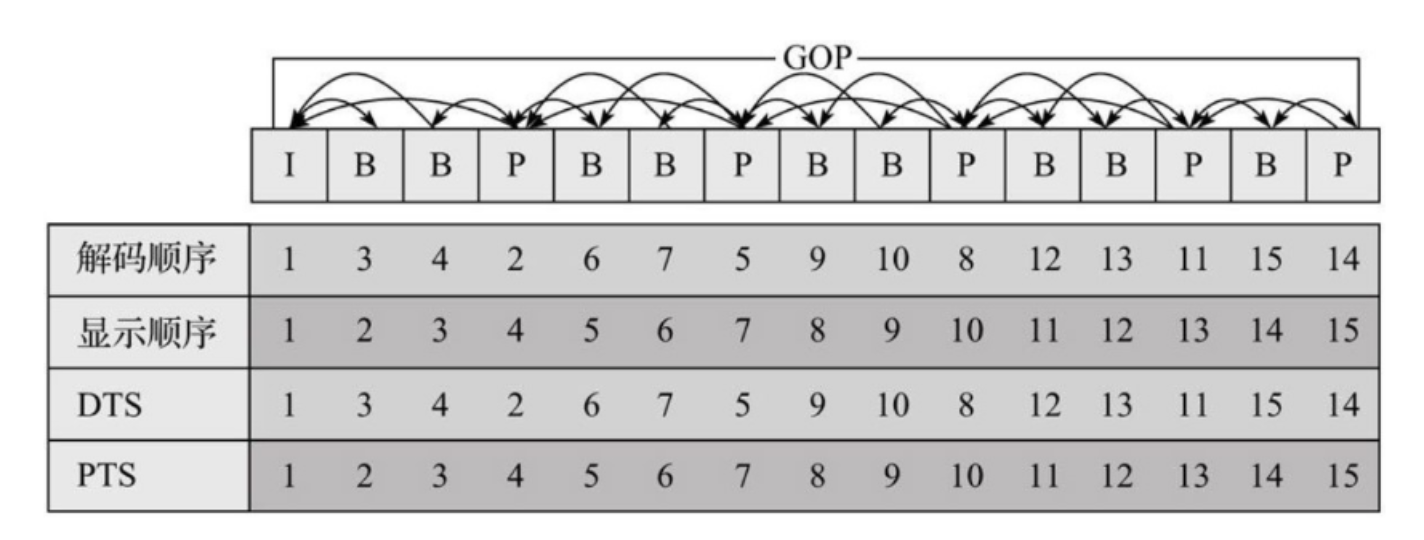 GOP
I B B P B B P B B P B B P B P
解码顺序 1 3 4 2 6 7 5 9 10 8 12 13 11 15 14
显示顺序 1 2 3 4 5 6 7 8 9 10 11 12 13 14 15
DTS 1 3 4 2 6 7 5 9 10 8 12 13 11 15 14
PTS 1 2 3 4 5 6 7 8 9 10 11 12 13 14 15